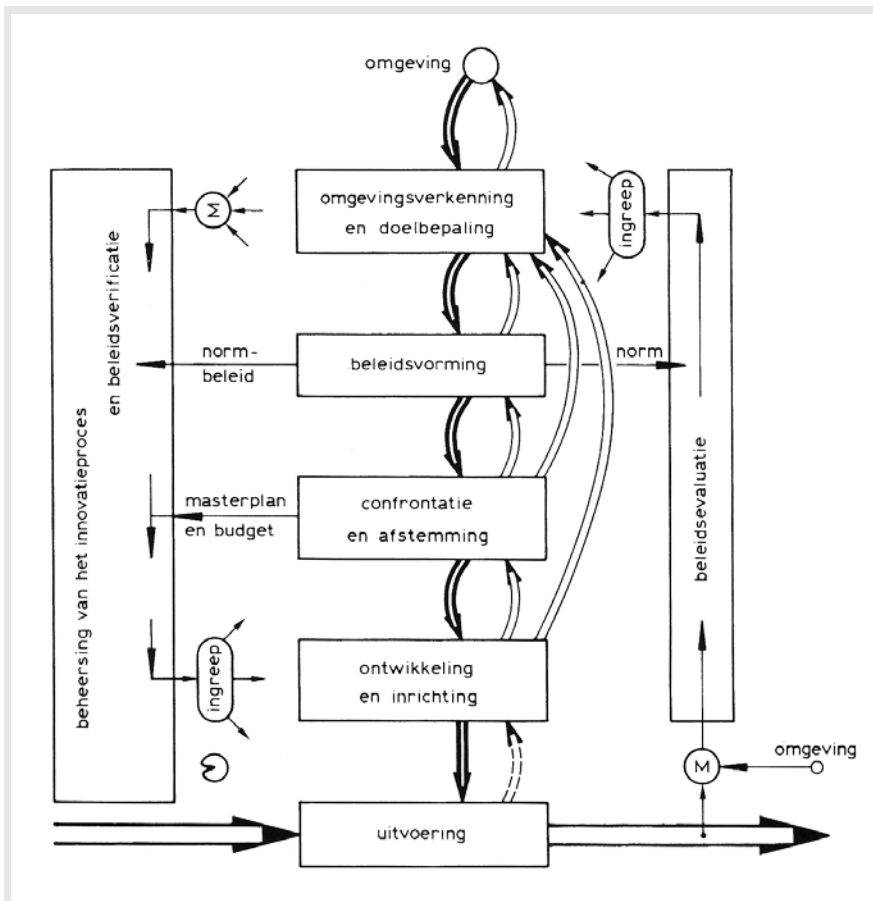 omgeving
omgevingsverkenning
en doelbepaling
M
ingreep
beheersing van het innovatieproces
en beleidsverificatie
norm-
beleid
beleidsvorming
norm
beleidsevaluatie
masterplan
en budget
confrontatie
en afstemming
ingreep
ontwikkeling
en inrichting
M
omgeving
uitvoering